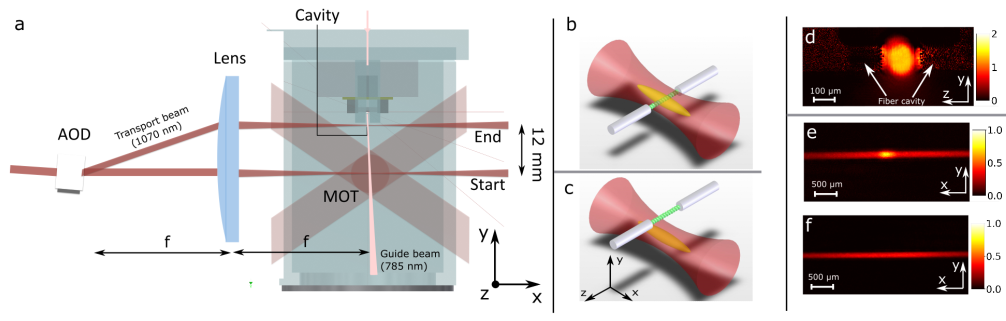 a
Cavity
Lens
AOD
Transport beam
(1070 nm)
End
Start
12 mm
MOT
f
f
Guide beam
(785 nm)
y
z
x
b
c
y
z
x
d
Fiber cavity
100 µm
y
z
2
1
0
e
500 µm
y
x
1.0
0.5
0.0
f
500 µm
y
x
1.0
0.5
0.0